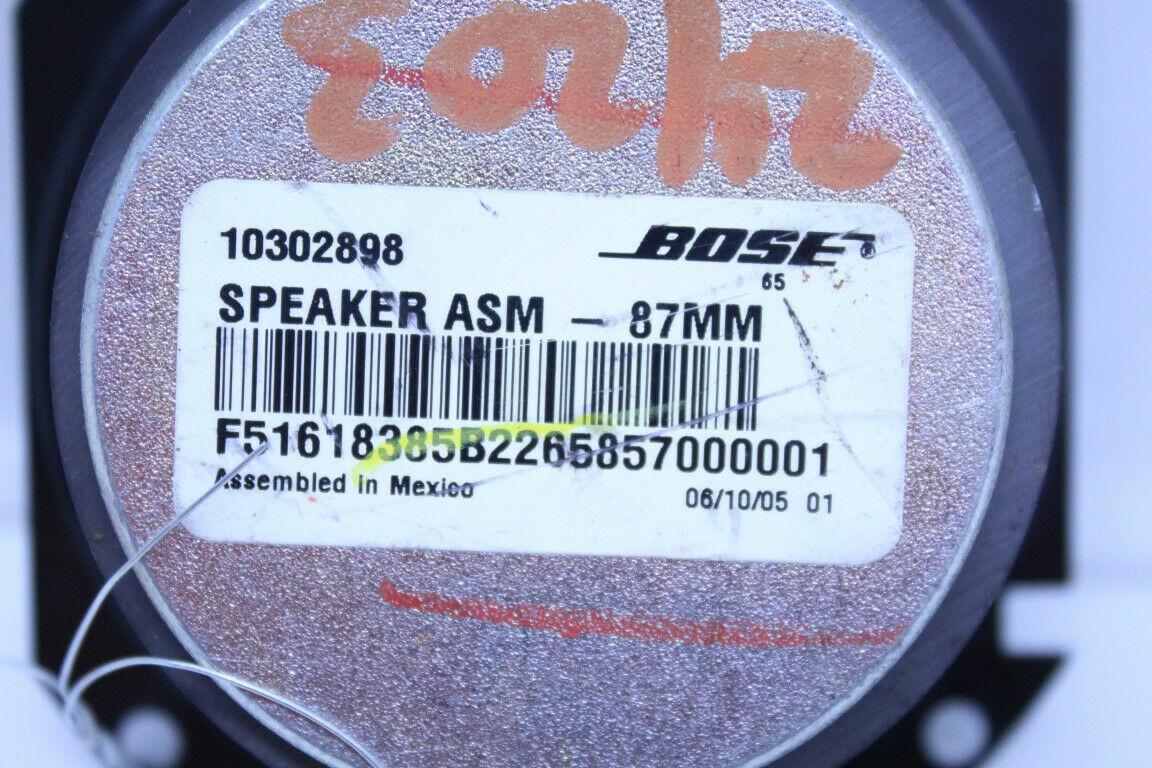 10302898 BOSE®
65
SPEAKER ASM – 87MM
F51618385B2265857000001
Assembled in Mexico 06/10/05 01